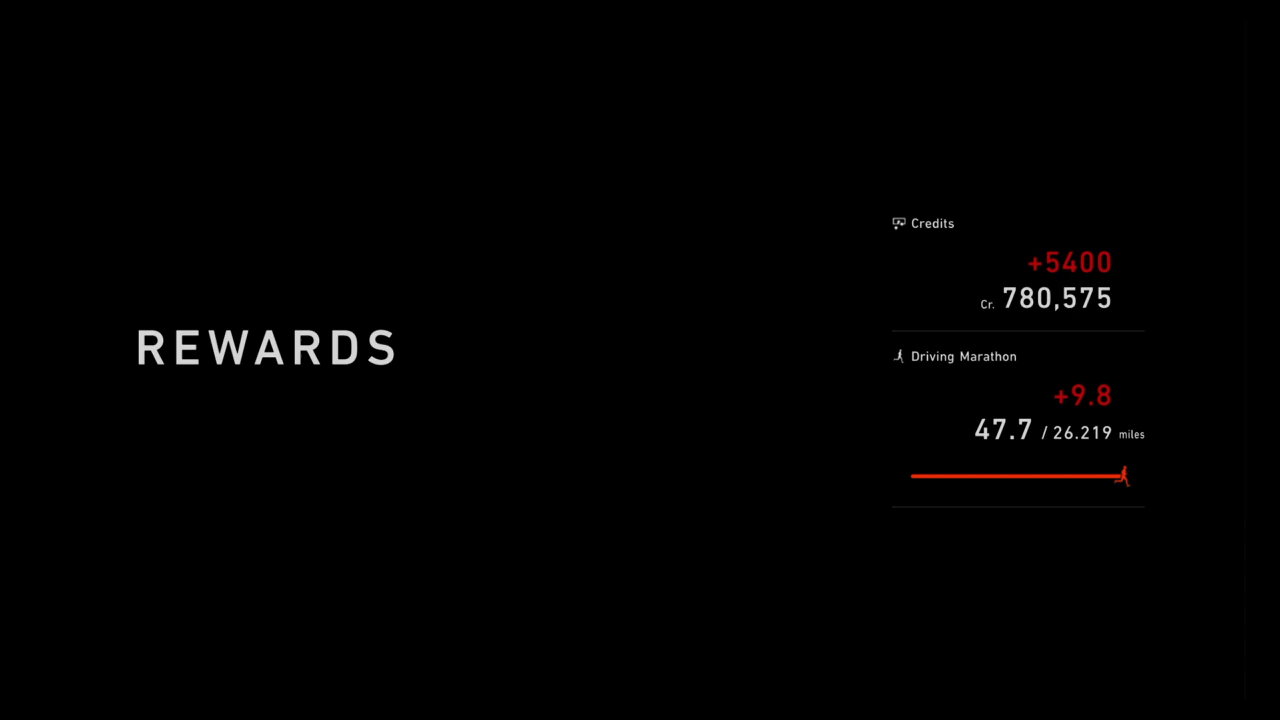 REWARDS
Credits
+5400
Cr. 780,575
Driving Marathon
+9.8
47.7 / 26.219 miles